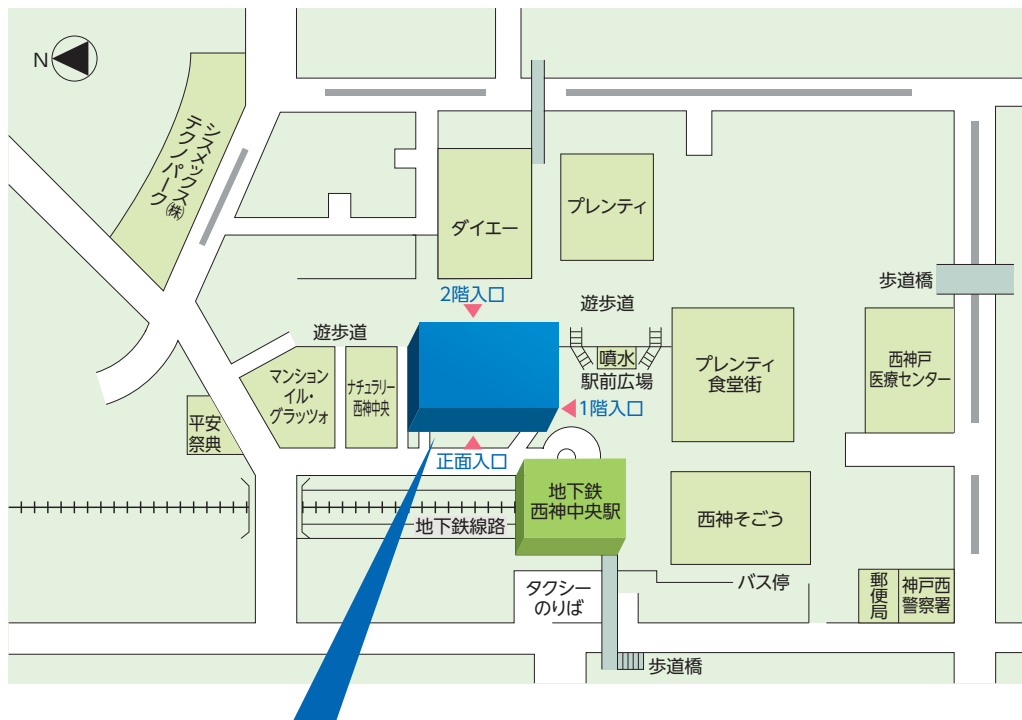 N
シスメックス㈱
テクノパーク
ダイエー
プレンティ
歩道橋
2階入口
遊歩道
遊歩道
噴水
駅前広場
プレンティ
食堂街
西神戸
医療センター
マンション
イル・
グラッツォ
ナチュラリー
西神中央
1階入口
平安
祭典
正面入口
地下鉄
西神中央駅
西神そごう
地下鉄線路
タクシー
のりば
バス停
郵便局
神戸西
警察署
歩道橋